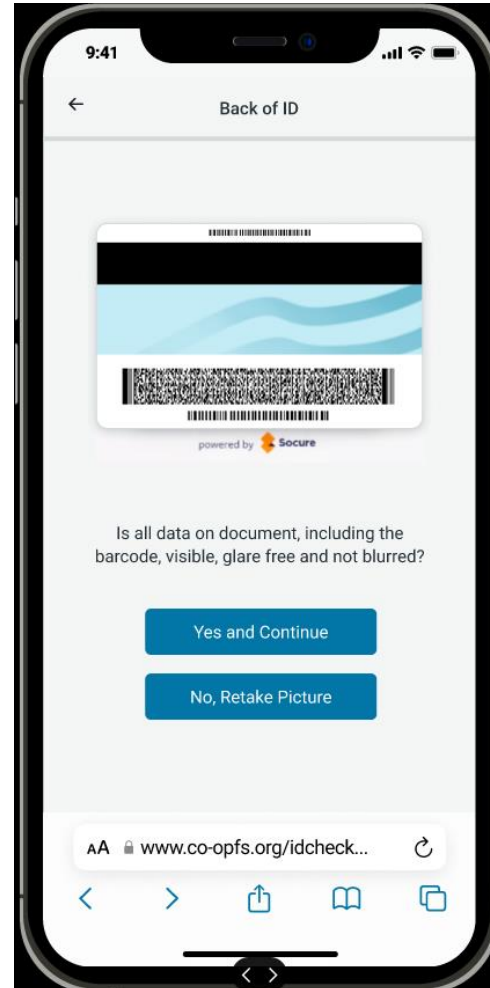 9:41
Back of ID
powered by Socure
Is all data on document, including the
barcode, visible, glare free and not blurred?
Yes and Continue
No, Retake Picture
AA www.co-opfs.org/idcheck...